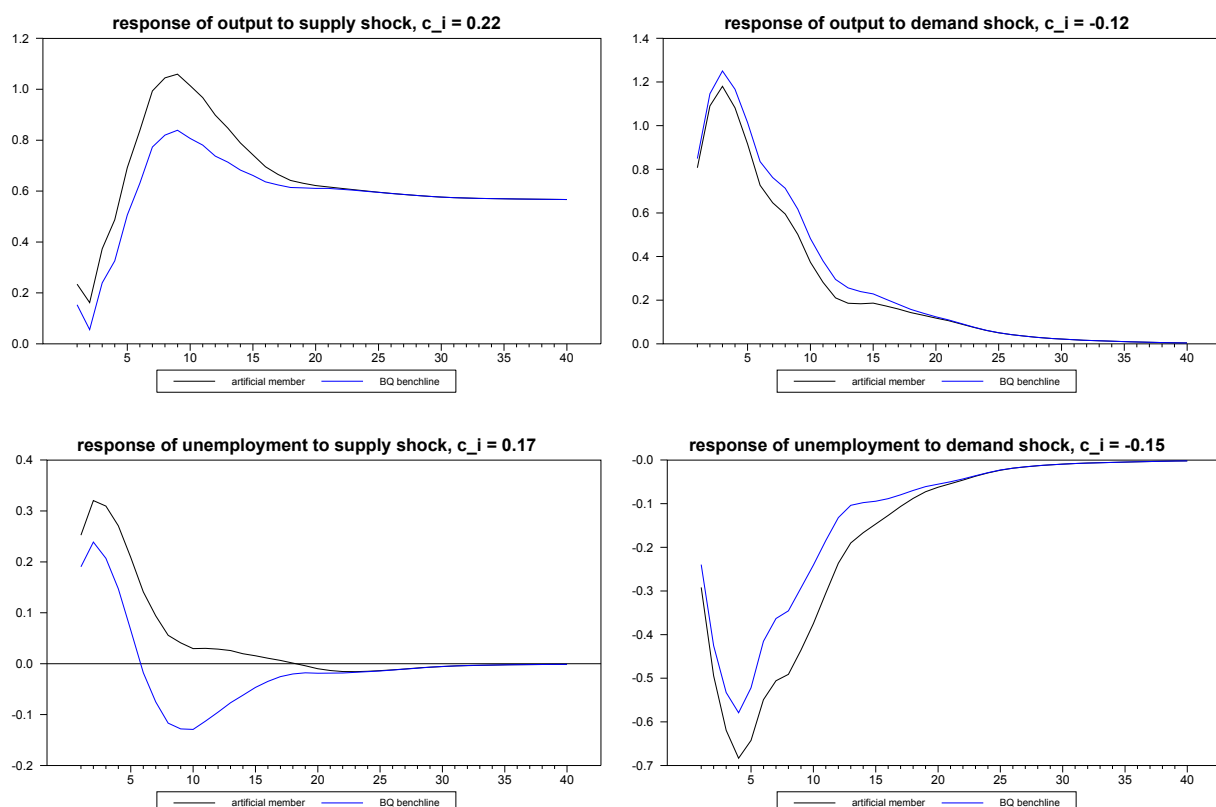 response of output to supply shock, c_i = 0.22
1.2
1.0
0.8
0.6
0.4
0.2
0.0
5 10 15 20 25 30 35 40
artificial member BQ benchline
response of output to demand shock, c_i = -0.12
1.4
1.2
1.0
0.8
0.6
0.4
0.2
0.0
5 10 15 20 25 30 35 40
artificial member BQ benchline
response of unemployment to supply shock, c_i = 0.17
0.4
0.3
0.2
0.1
0.0
-0.1
-0.2
5 10 15 20 25 30 35 40
artificial member BQ benchline
response of unemployment to demand shock, c_i = -0.15
-0.0
-0.1
-0.2
-0.3
-0.4
-0.5
-0.6
-0.7
5 10 15 20 25 30 35 40
artificial member BQ benchline